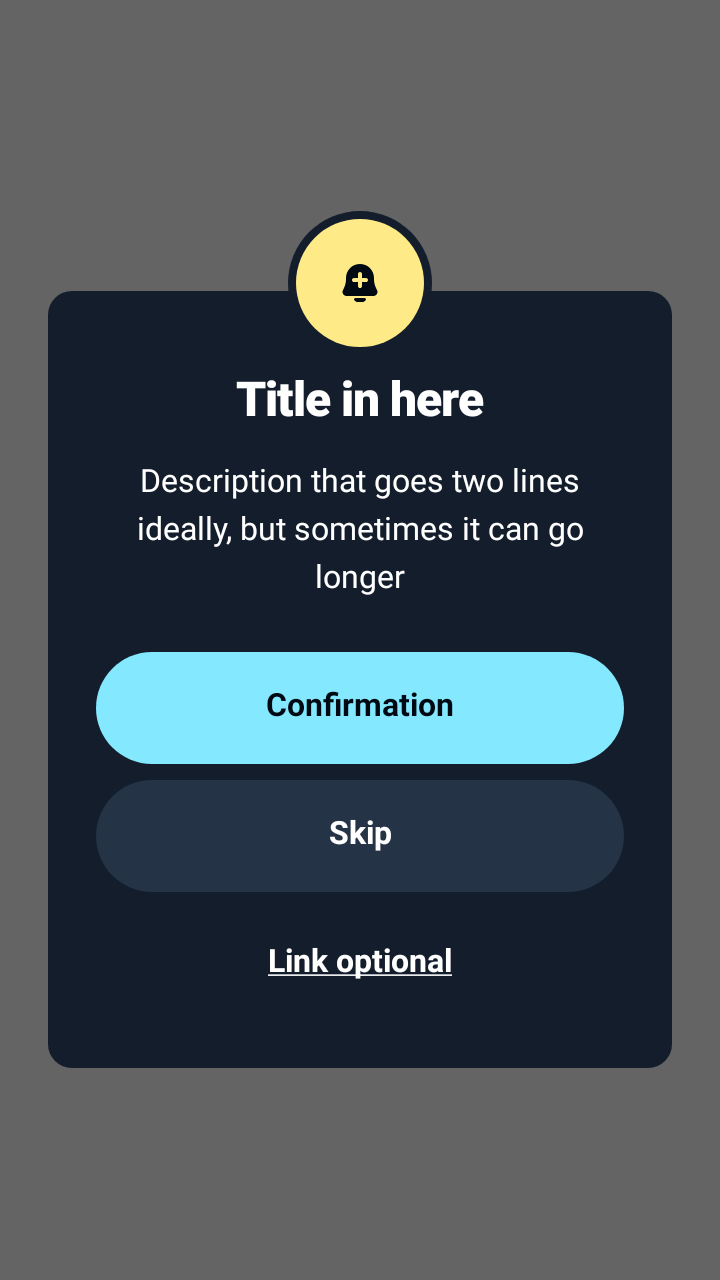 Title in here
Description that goes two lines
ideally, but sometimes it can go
longer
Confirmation
Skip
Link optional